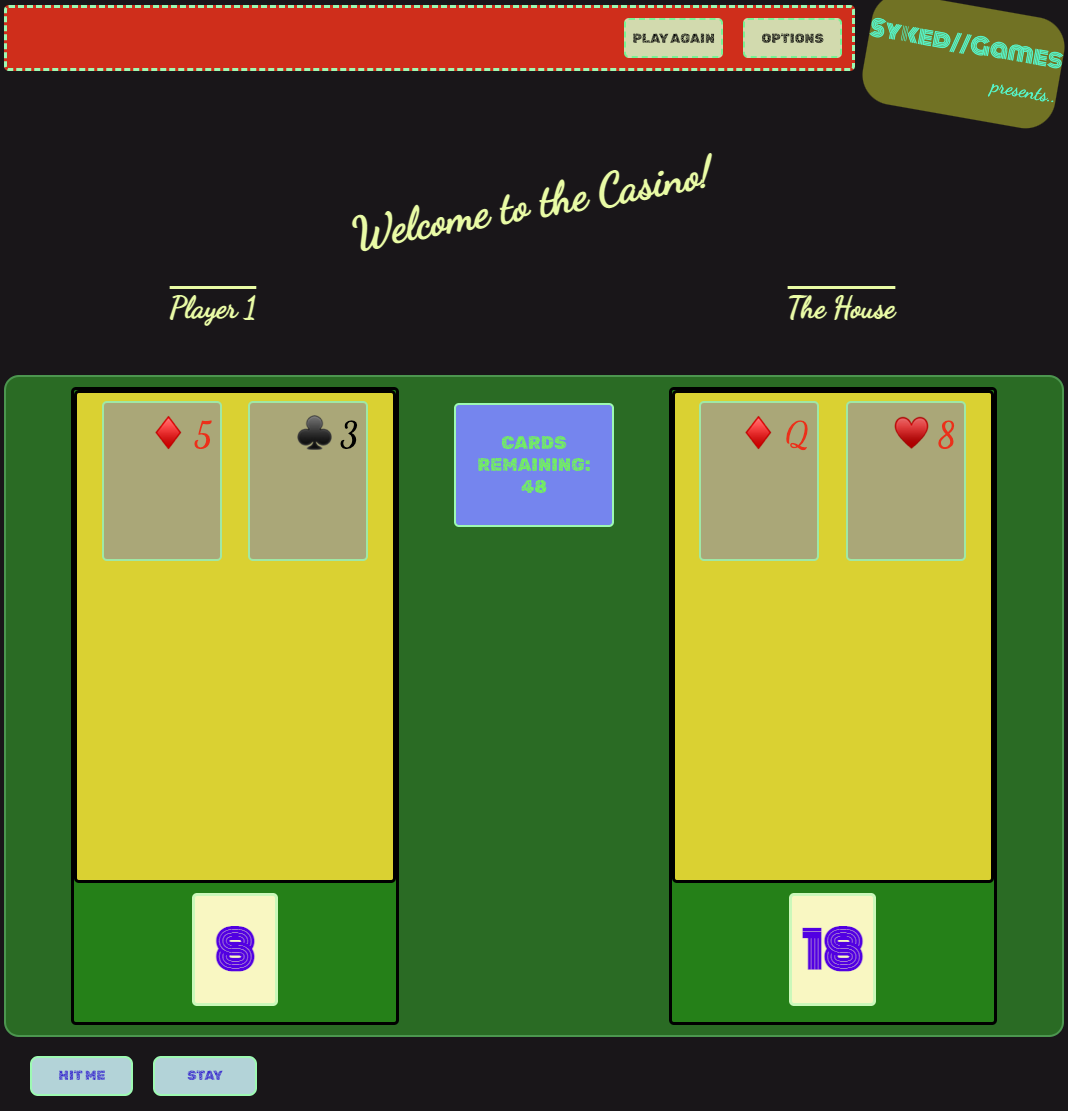 PLAY AGAIN
OPTIONS
SYKED//GAMES
presents..
Welcome to the Casino!
Player 1
The House
5
3
CARDS
REMAINING:
48
Q
8
8
18
HIT ME
STAY